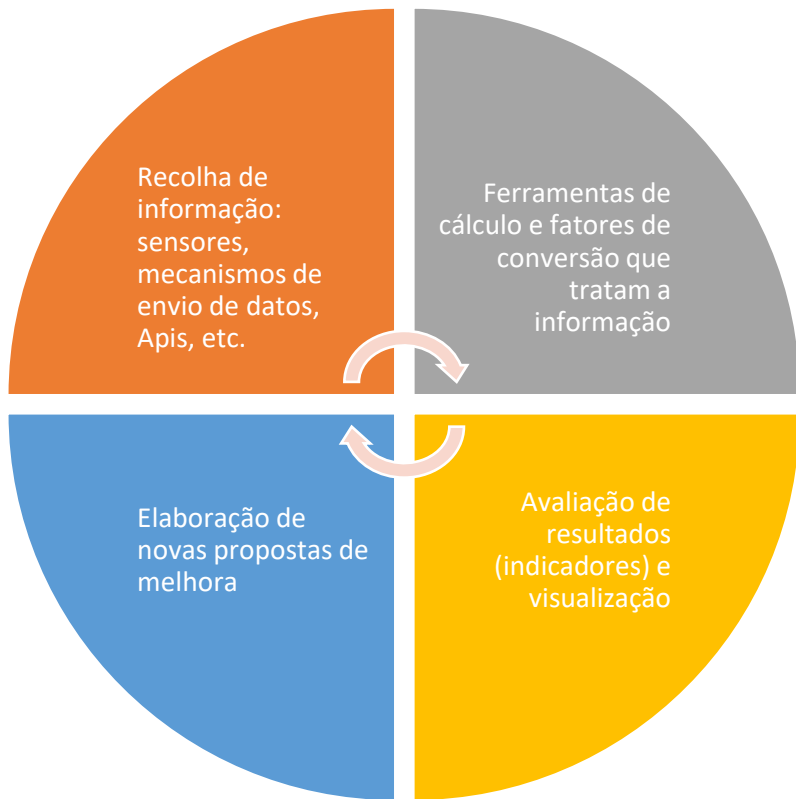 Recolha de
informação:
sensores,
mecanismos de
envio de datos,
Apis, etc.
Ferramentas de
cálculo e fatores de
conversão que
tratam a
informação
Avaliação de
resultados
(indicadores) e
visualização
Elaboração de
novas propostas de
melhora